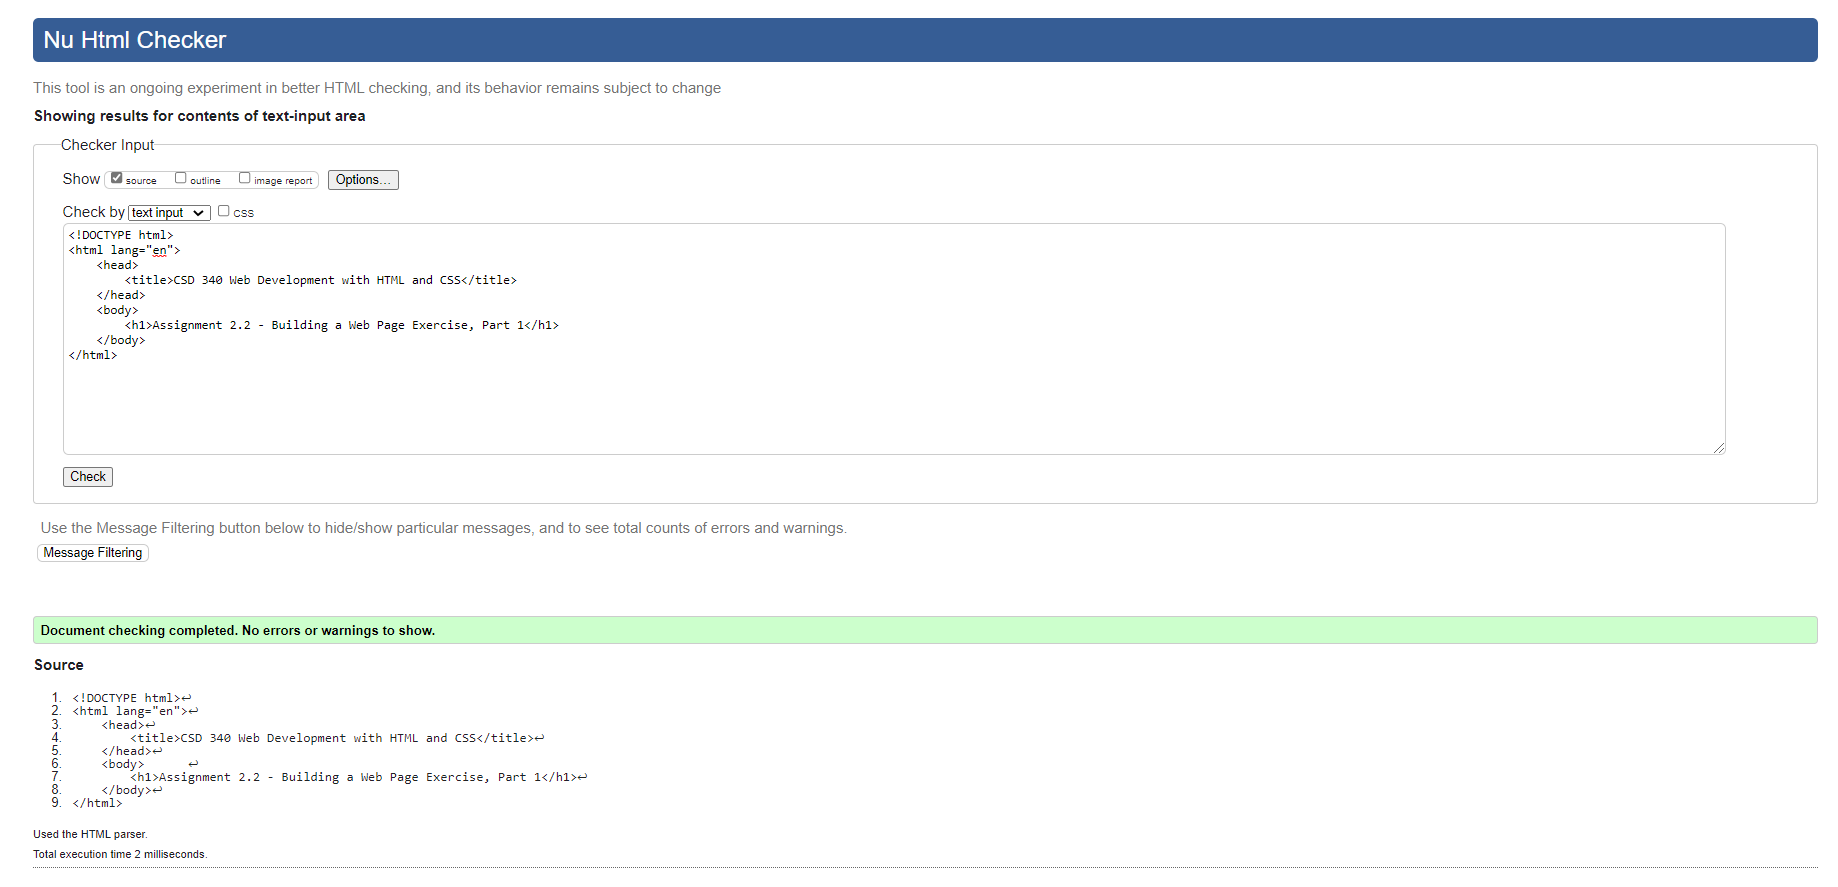 Nu Html Checker
This tool is an ongoing experiment in better HTML checking, and its behavior remains subject to change
Showing results for contents of text-input area
Checker Input
Show source outline image report Options...
Check by text input css
<!DOCTYPE html>
<html lang="en">
    <head>
        <title>CSD 340 Web Development with HTML and CSS</title>
    </head>
    <body>
        <h1>Assignment 2.2 - Building a Web Page Exercise, Part 1</h1>
    </body>
</html>
Check
Use the Message Filtering button below to hide/show particular messages, and to see total counts of errors and warnings.
Message Filtering
Document checking completed. No errors or warnings to show.
Source
1. <!DOCTYPE html>↩
2. <html lang="en">↩
3.     <head>↩
4.         <title>CSD 340 Web Development with HTML and CSS</title>↩
5.     </head>↩
6.     <body>      ↩
7.         <h1>Assignment 2.2 - Building a Web Page Exercise, Part 1</h1>↩
8.     </body>↩
9. </html>
Used the HTML parser.
Total execution time 2 milliseconds.